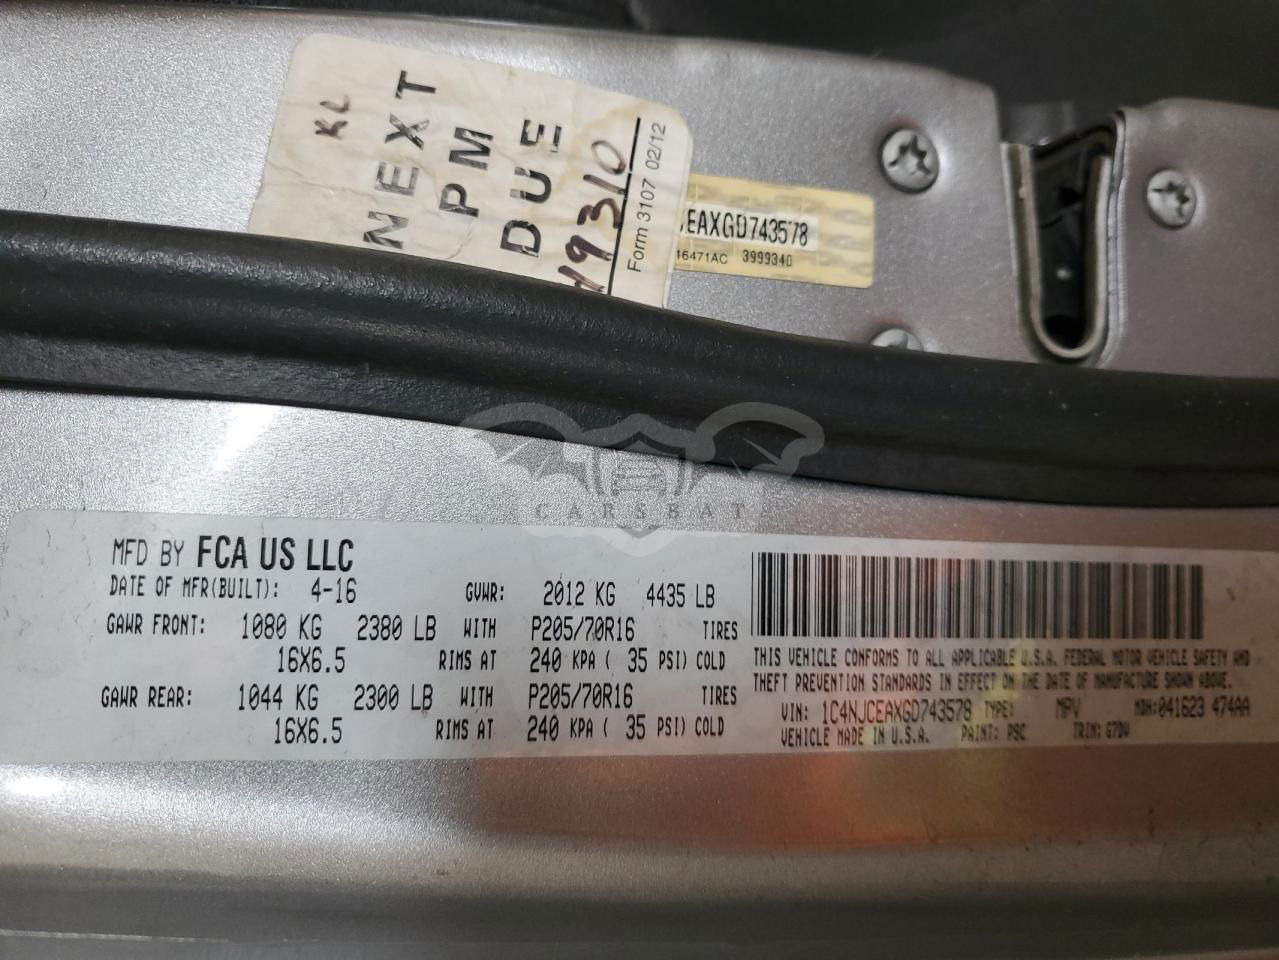 KL
NEXT
PM
DUE
19310
Form 3107 02/12
JEAXGD743578
16471AC 3999340
CARSBAT
MFD BY FCA US LLC
DATE OF MFR(BUILT): 4-16 GVWR: 2012 KG 4435 LB
GAWR FRONT: 1080 KG 2380 LB WITH P205/70R16 TIRES
16X6.5 RIMS AT 240 KPA ( 35 PSI) COLD
GAWR REAR: 1044 KG 2300 LB WITH P205/70R16 TIRES
16X6.5 RIMS AT 240 KPA ( 35 PSI) COLD
THIS VEHICLE CONFORMS TO ALL APPLICABLE U.S.A. FEDERAL MOTOR VEHICLE SAFETY AND
THEFT PREVENTION STANDARDS IN EFFECT ON THE DATE OF MANUFACTURE SHOWN ABOVE.
VIN: 1C4NJCEAXGD743578 TYPE: MPV MDH: 041623 474AA
VEHICLE MADE IN U.S.A. PAINT: PSC TRIM: G7DV